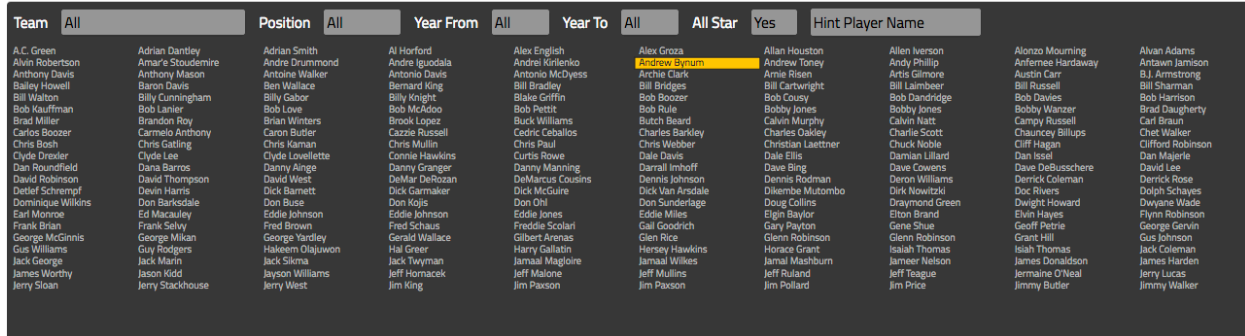 Team All Position All Year From All Year To All All Star Yes Hint Player Name
A.C. Green Adrian Dantley Adrian Smith Al Horford Alex English Alex Groza Allan Houston Allen Iverson Alonzo Mourning Alvan Adams
Alvin Robertson Amar'e Stoudemire Andre Drummond Andre Iguodala Andrei Kirilenko Andrew Bynum Andrew Toney Andy Phillip Anfernee Hardaway Antawn Jamison
Anthony Davis Anthony Mason Antoine Walker Antonio Davis Antonio McDyess Archie Clark Arnie Risen Artis Gilmore Austin Carr B.J. Armstrong
Bailey Howell Baron Davis Ben Wallace Bernard King Bill Bradley Bill Bridges Bill Cartwright Bill Laimbeer Bill Russell Bill Sharman
Bill Walton Billy Cunningham Billy Gabor Billy Knight Blake Griffin Bob Boozer Bob Cousy Bob Dandridge Bob Davies Bob Harrison
Bob Kauffman Bob Lanier Bob Love Bob McAdoo Bob Pettit Bob Rule Bobby Jones Bobby Jones Bobby Wanzer Brad Daugherty
Brad Miller Brandon Roy Brian Winters Brook Lopez Buck Williams Butch Beard Calvin Murphy Calvin Natt Campy Russell Carl Braun
Carlos Boozer Carmelo Anthony Caron Butler Cazzie Russell Cedric Ceballos Charles Barkley Charles Oakley Charlie Scott Chauncey Billups Chet Walker
Chris Bosh Chris Gatling Chris Kaman Chris Mullin Chris Paul Chris Webber Christian Laettner Chuck Noble Cliff Hagan Clifford Robinson
Clyde Drexler Clyde Lee Clyde Lovellette Connie Hawkins Curtis Rowe Dale Davis Dale Ellis Damian Lillard Dan Issel Dan Majerle
Dan Roundfield Dana Barros Danny Ainge Danny Granger Danny Manning Darrall Imhoff Dave Bing Dave Cowens Dave DeBusschere David Lee
David Robinson David Thompson David West DeMar DeRozan DeMarcus Cousins Dennis Johnson Dennis Rodman Deron Williams Derrick Coleman Derrick Rose
Detlef Schrempf Devin Harris Dick Barnett Dick Garmaker Dick McGuire Dick Van Arsdale Dikembe Mutombo Dirk Nowitzki Doc Rivers Dolph Schayes
Dominique Wilkins Don Barksdale Don Buse Don Kojis Don Ohl Don Sunderlage Doug Collins Draymond Green Dwight Howard Dwyane Wade
Earl Monroe Ed Macauley Eddie Johnson Eddie Johnson Eddie Jones Eddie Miles Elgin Baylor Elton Brand Elvin Hayes Flynn Robinson
Frank Brian Frank Selvy Fred Brown Fred Schaus Freddie Scolari Gail Goodrich Gary Payton Gene Shue Geoff Petrie George Gervin
George McGinnis George Mikan George Yardley Gerald Wallace Gilbert Arenas Glen Rice Glenn Robinson Glenn Robinson Grant Hill Gus Johnson
Gus Williams Guy Rodgers Hakeem Olajuwon Hal Greer Harry Gallatin Hersey Hawkins Horace Grant Isaiah Thomas Isiah Thomas Jack Coleman
Jack George Jack Marin Jack Sikma Jack Twyman Jamaal Magloire Jamaal Wilkes Jamal Mashburn Jameer Nelson James Donaldson James Harden
James Worthy Jason Kidd Jayson Williams Jeff Hornacek Jeff Malone Jeff Mullins Jeff Ruland Jeff Teague Jermaine O'Neal Jerry Lucas
Jerry Sloan Jerry Stackhouse Jerry West Jim King Jim Paxson Jim Paxson Jim Pollard Jim Price Jimmy Butler Jimmy Walker